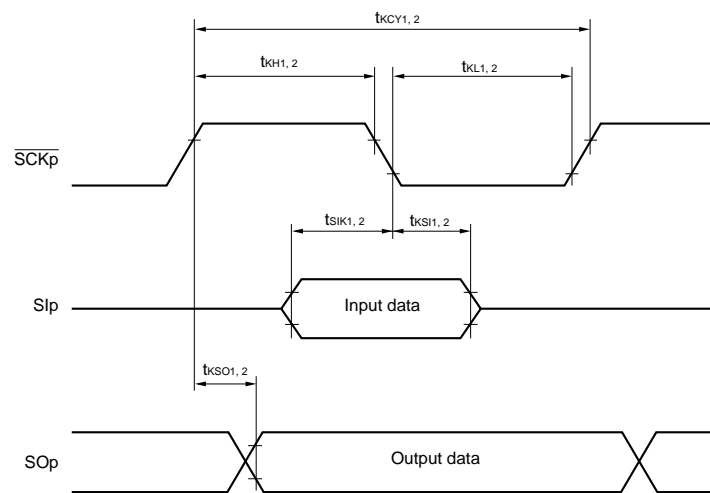 tKCY1, 2
tKH1, 2
tKL1, 2
SCKp
tSIK1, 2
tKSI1, 2
SIp
Input data
tKSO1, 2
SOp
Output data